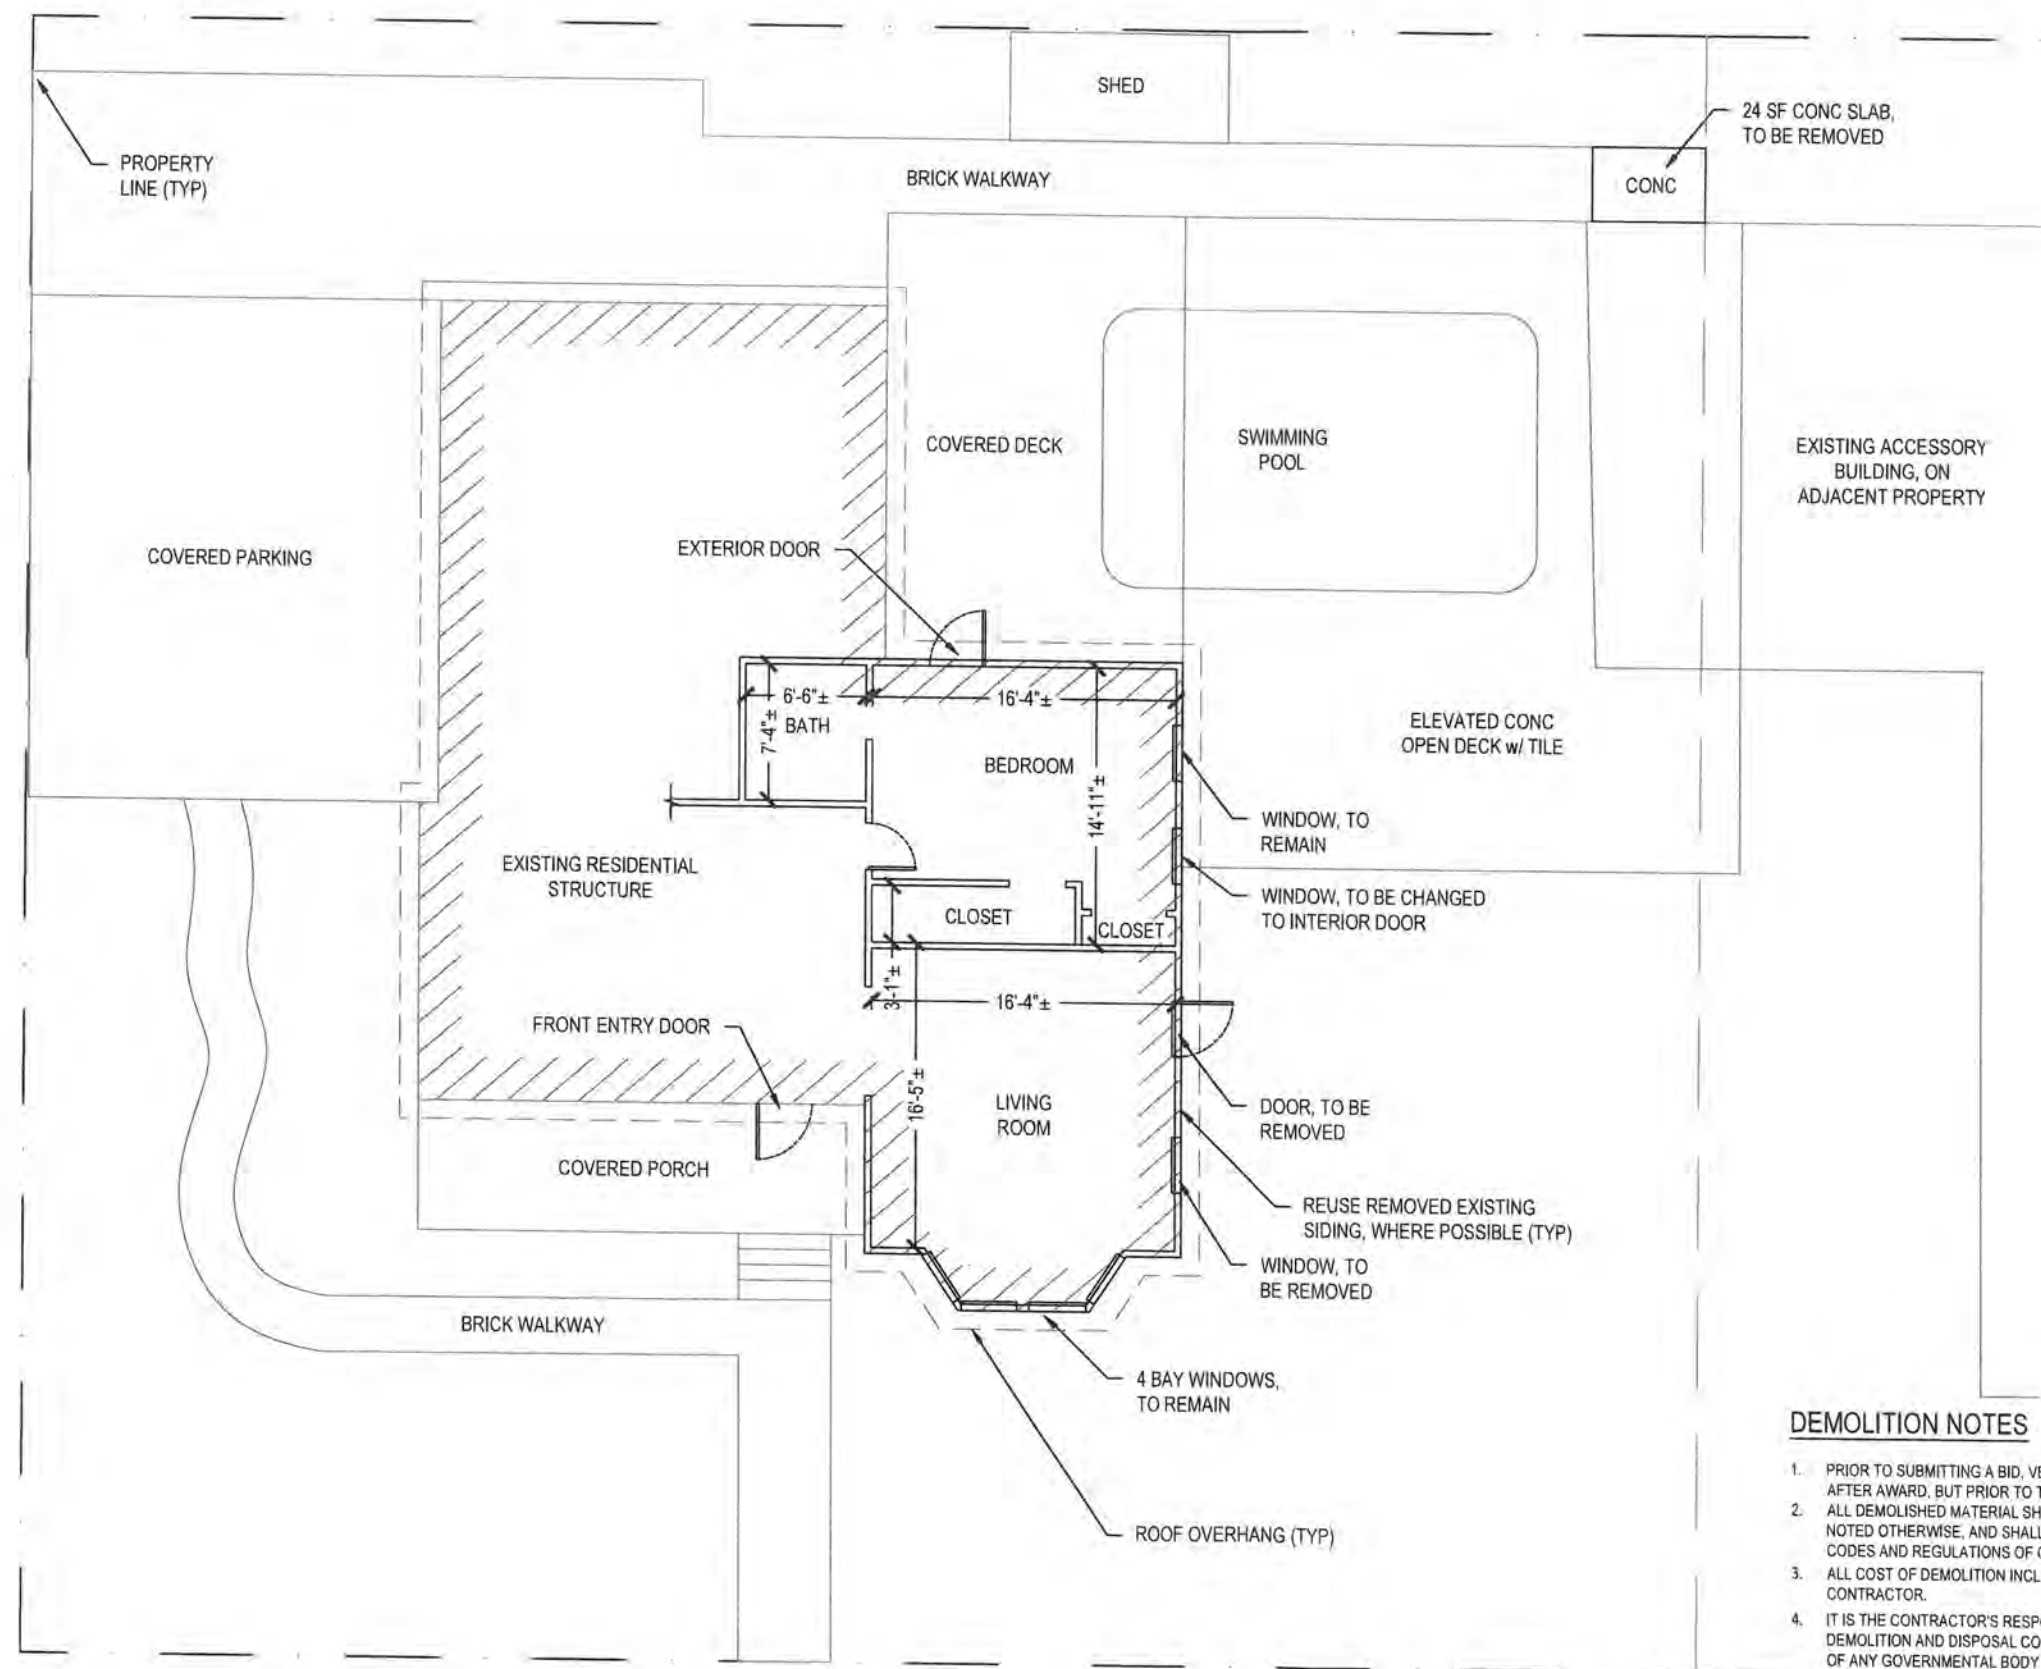 SHED
24 SF CONC SLAB,
TO BE REMOVED
PROPERTY
LINE (TYP)
BRICK WALKWAY
CONC
COVERED DECK
SWIMMING
POOL
EXISTING ACCESSORY
BUILDING, ON
ADJACENT PROPERTY
COVERED PARKING
EXTERIOR DOOR
6'-6"±
16'-4"±
7'-4"±
BATH
BEDROOM
14'-11"±
ELEVATED CONC
OPEN DECK w/ TILE
WINDOW, TO
REMAIN
EXISTING RESIDENTIAL
STRUCTURE
WINDOW, TO BE CHANGED
TO INTERIOR DOOR
CLOSET
CLOSET
3'-1"±
16'-4"±
FRONT ENTRY DOOR
16'-5"±
LIVING
ROOM
DOOR, TO BE
REMOVED
COVERED PORCH
REUSE REMOVED EXISTING
SIDING, WHERE POSSIBLE (TYP)
WINDOW, TO
BE REMOVED
BRICK WALKWAY
4 BAY WINDOWS,
TO REMAIN
ROOF OVERHANG (TYP)
DEMOLITION NOTES
1. PRIOR TO SUBMITTING A BID,
AFTER AWARD, BUT PRIOR TO
2. ALL DEMOLISHED MATERIAL
NOTED OTHERWISE, AND SHALL
CODES AND REGULATIONS OF
3. ALL COST OF DEMOLITION
CONTRACTOR.
4. IT IS THE CONTRACTOR'S
DEMOLITION AND DISPOSAL
OF ANY GOVERNMENTAL BODY